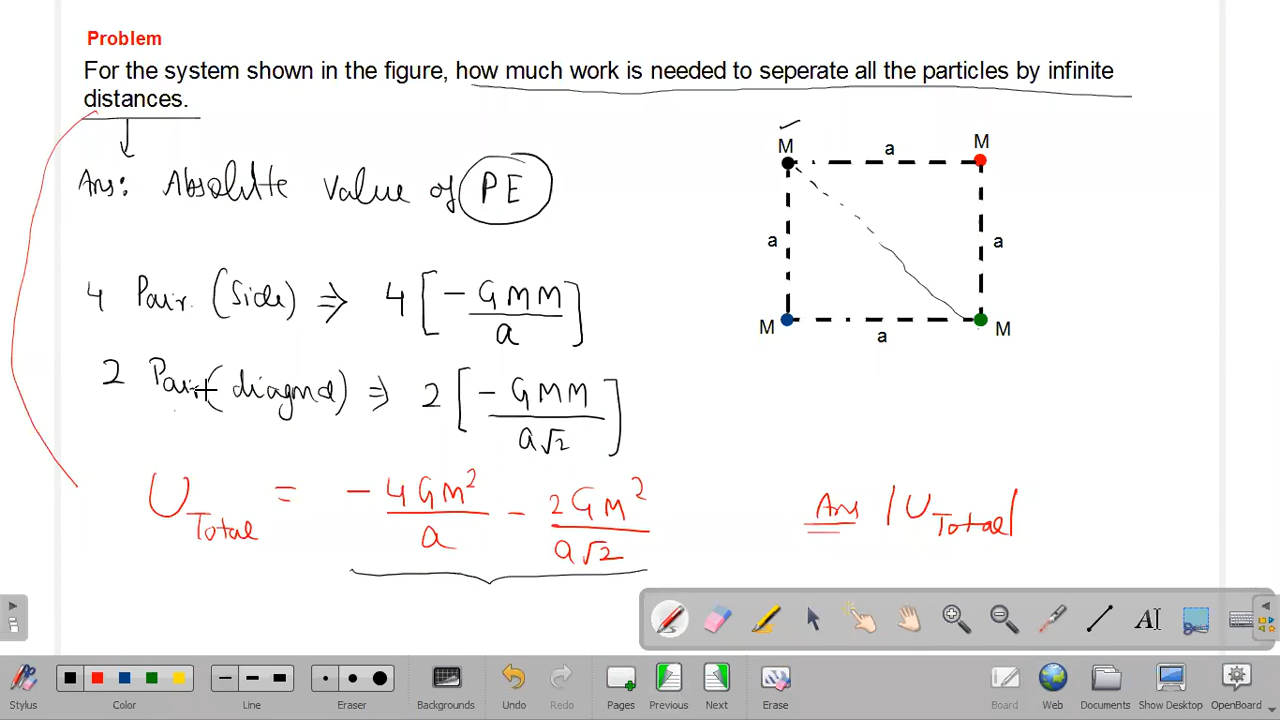 Problem
For the system shown in the figure, how much work is needed to seperate all the particles by infinite
distances.
Ans: Absolute value of PE
M
M
a
a
a
M
a
M
4 Pair (Side) ⇒ 4 [ - GMM / a ]
2 Pair (diagonal) ⇒ 2 [ - GMM / a√2 ]
U Total = - 4GM² / a - 2GM² / a√2
Ans |U Total|
Stylus
Color
Line
Eraser
Backgrounds
Undo
Redo
Pages
Previous
Next
Erase
Board
Web
Documents
Show Desktop
OpenBoard